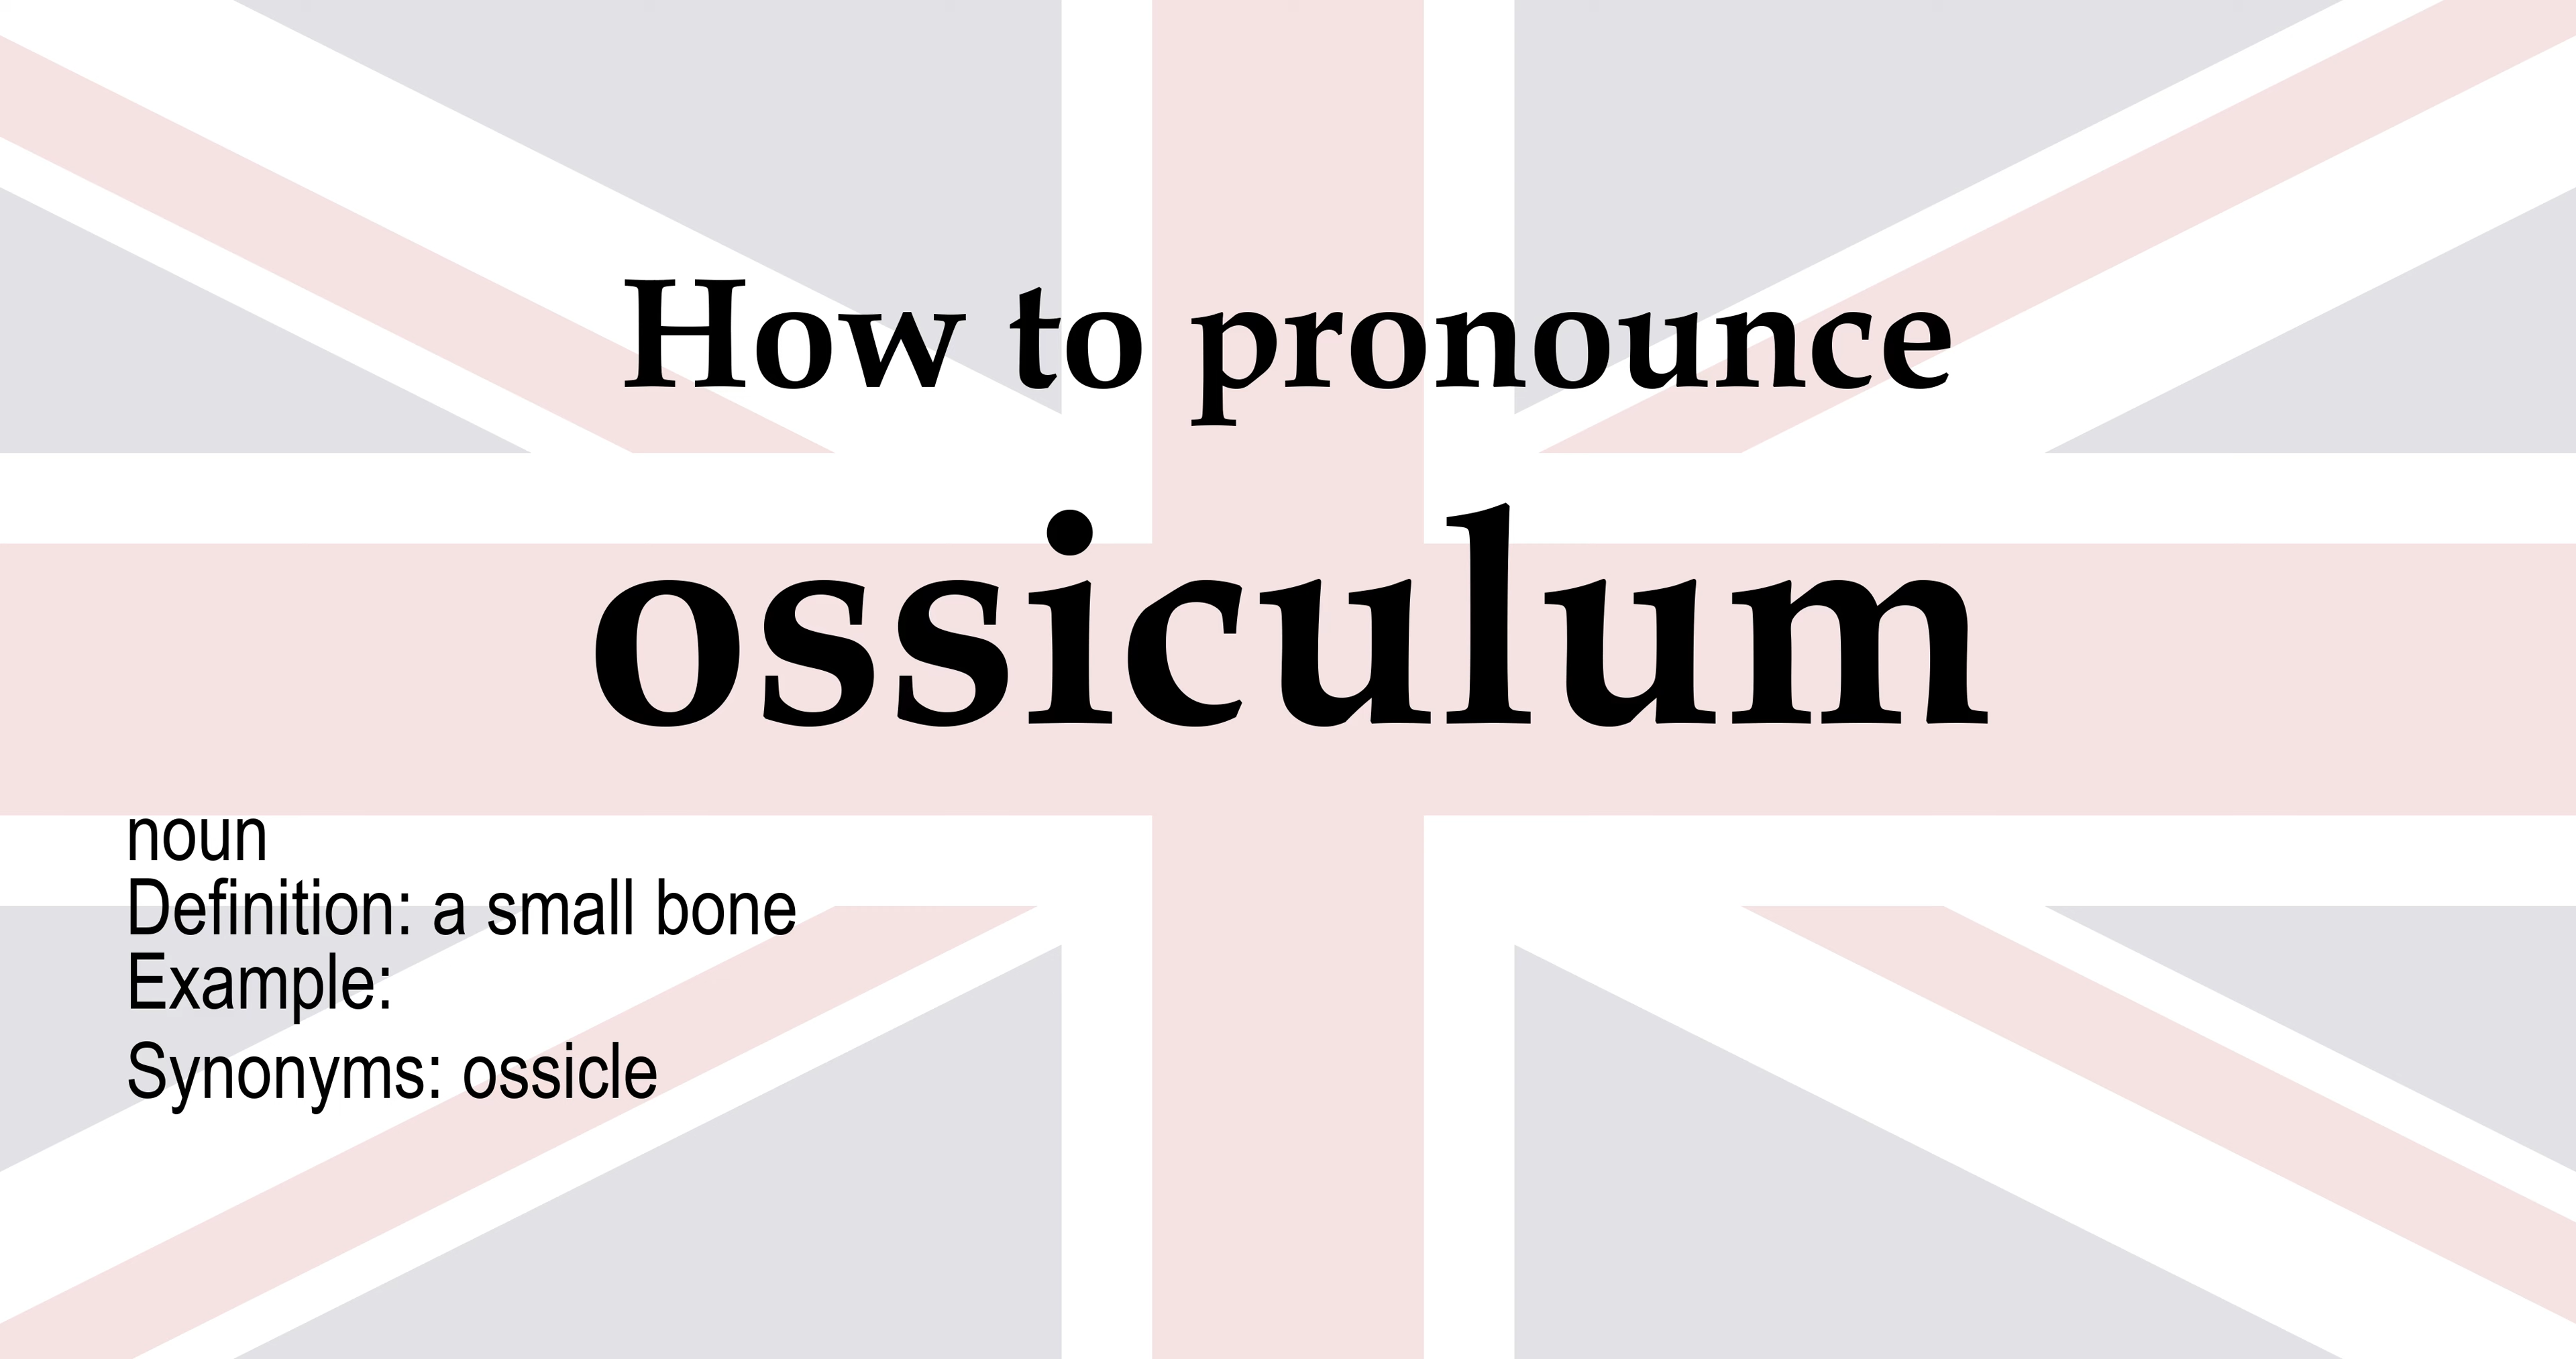 How to pronounce
ossiculum
noun
Definition: a small bone
Example:
Synonyms: ossicle